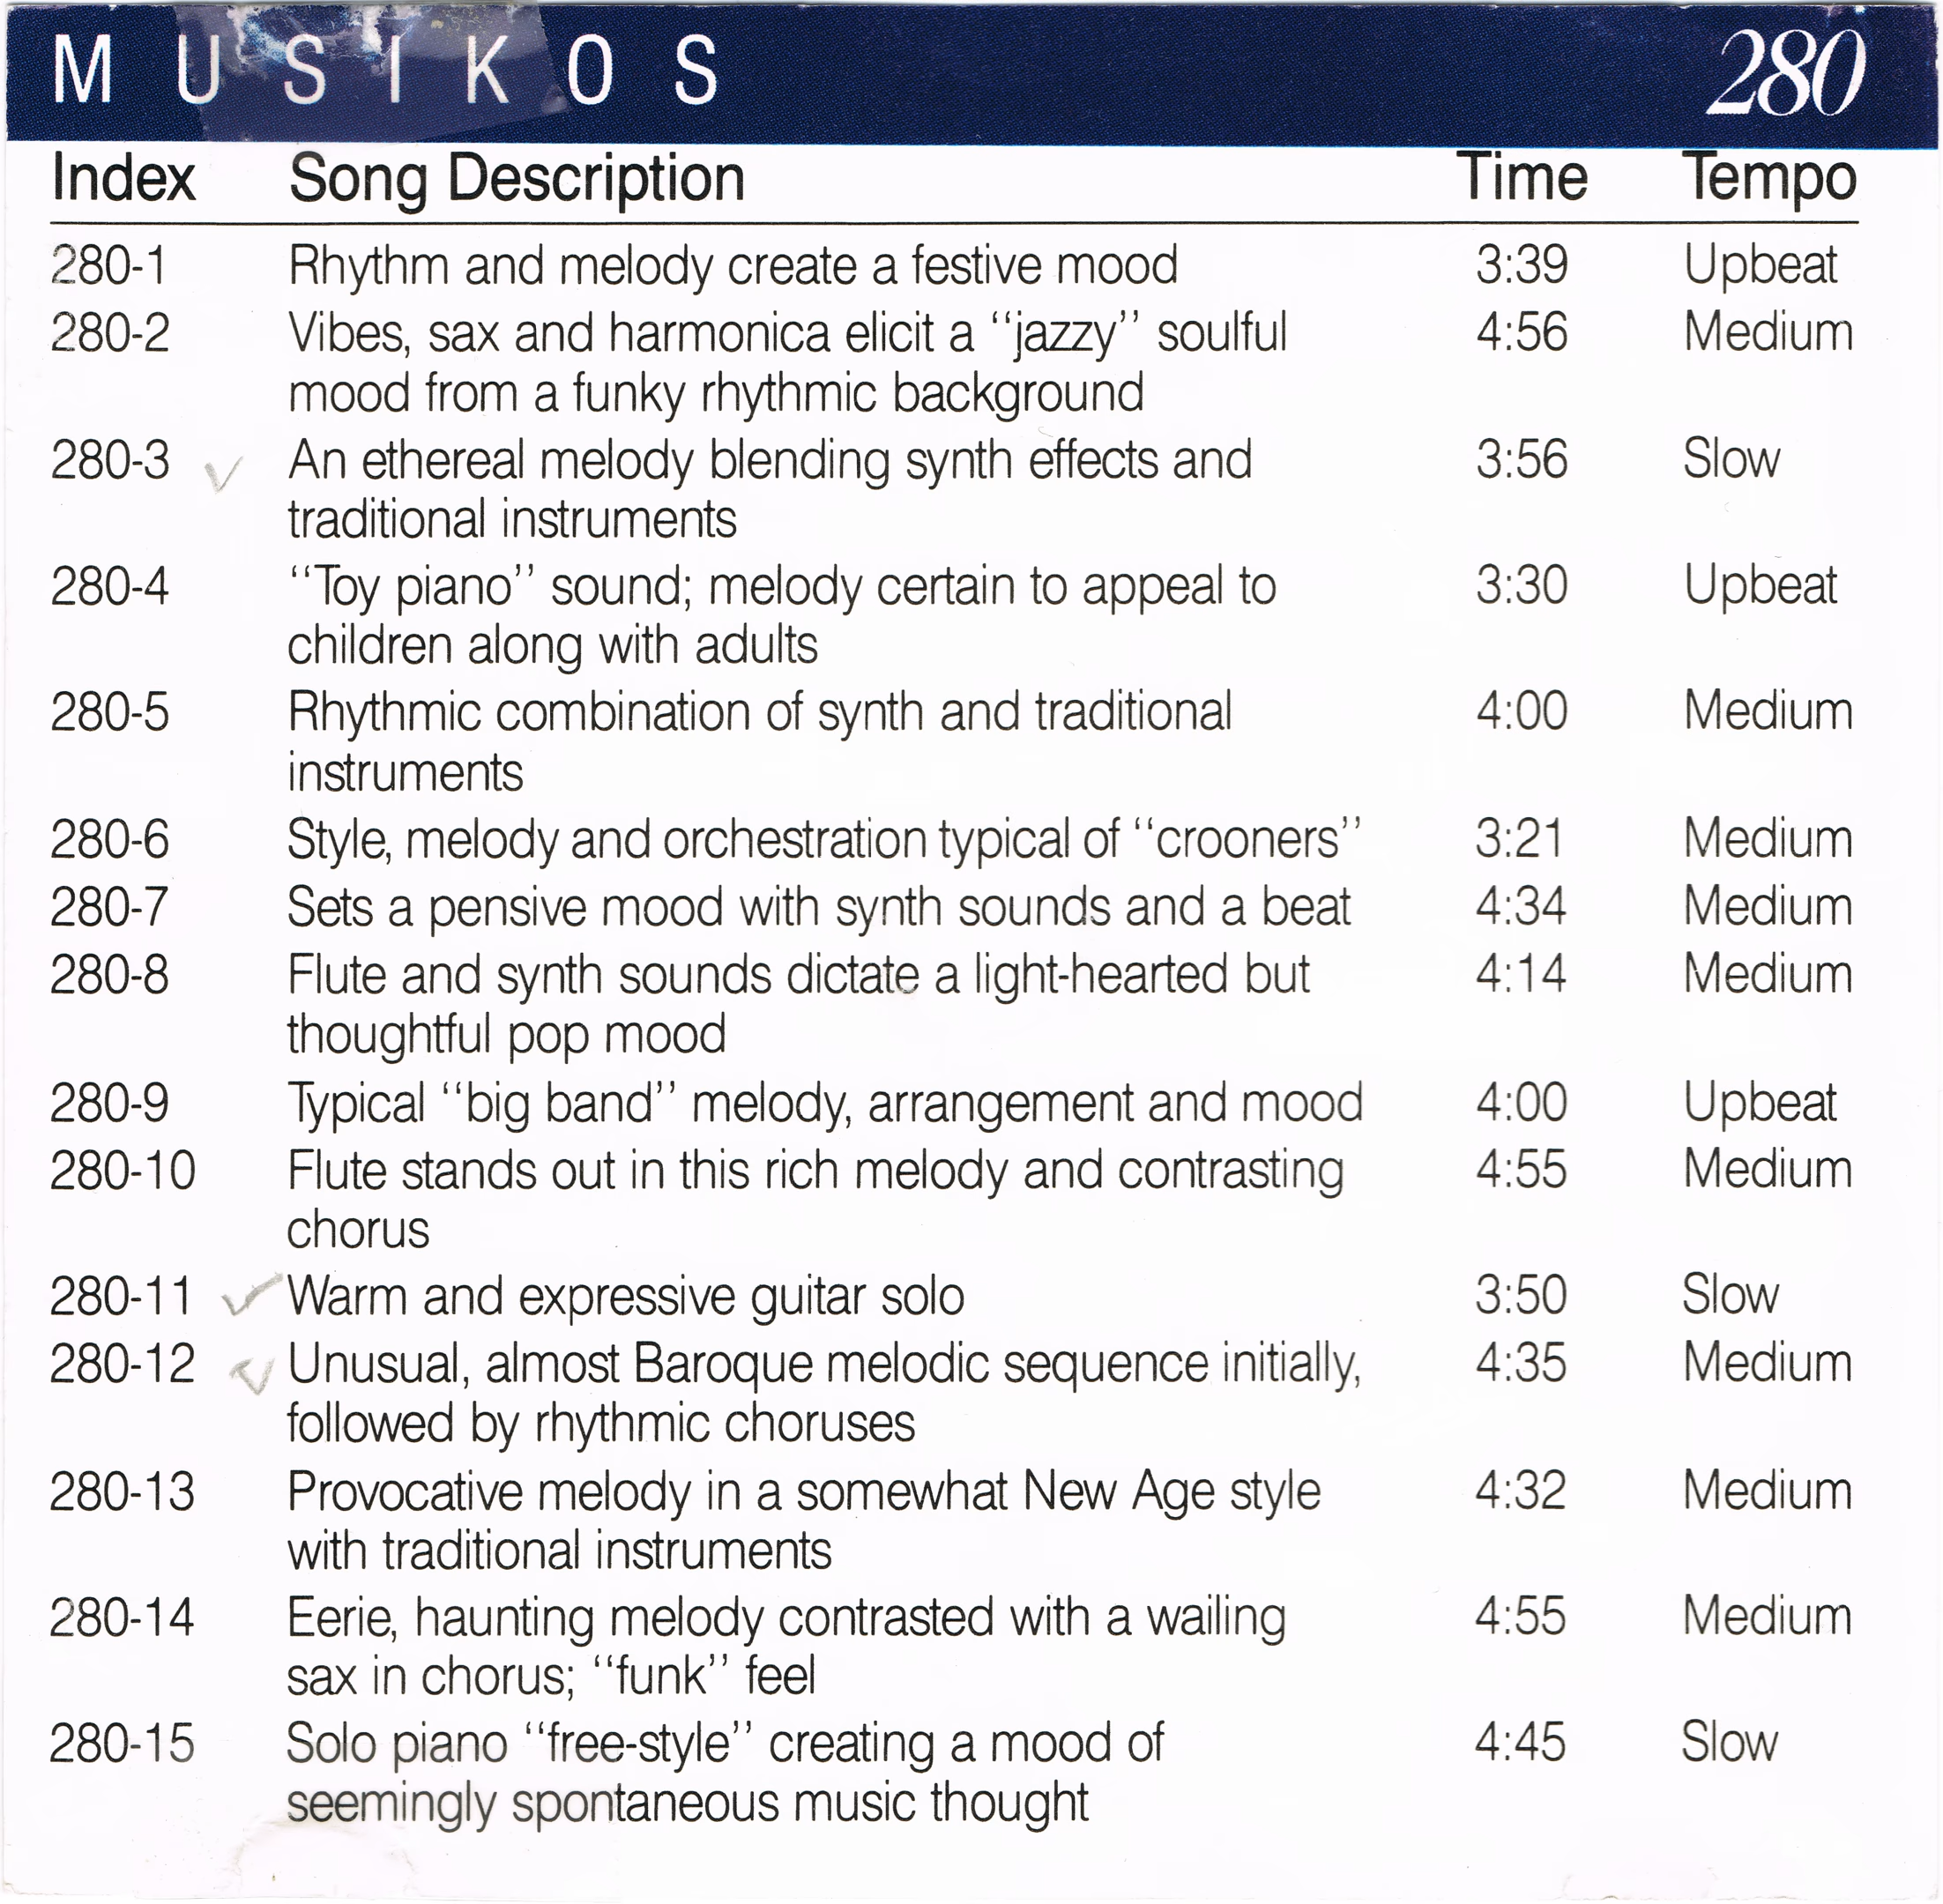 MUSIKOS 280
Index Song Description Time Tempo
280-1 Rhythm and melody create a festive mood 3:39 Upbeat
280-2 Vibes, sax and harmonica elicit a ‘‘jazzy’’ soulful 4:56 Medium
mood from a funky rhythmic background
280-3 An ethereal melody blending synth effects and 3:56 Slow
traditional instruments
280-4 ‘‘Toy piano’’ sound; melody certain to appeal to 3:30 Upbeat
children along with adults
280-5 Rhythmic combination of synth and traditional 4:00 Medium
instruments
280-6 Style, melody and orchestration typical of ‘‘crooners’’ 3:21 Medium
280-7 Sets a pensive mood with synth sounds and a beat 4:34 Medium
280-8 Flute and synth sounds dictate a light-hearted but 4:14 Medium
thoughtful pop mood
280-9 Typical ‘‘big band’’ melody, arrangement and mood 4:00 Upbeat
280-10 Flute stands out in this rich melody and contrasting 4:55 Medium
chorus
280-11 Warm and expressive guitar solo 3:50 Slow
280-12 Unusual, almost Baroque melodic sequence initially, 4:35 Medium
followed by rhythmic choruses
280-13 Provocative melody in a somewhat New Age style 4:32 Medium
with traditional instruments
280-14 Eerie, haunting melody contrasted with a wailing 4:55 Medium
sax in chorus; ‘‘funk’’ feel
280-15 Solo piano ‘‘free-style’’ creating a mood of 4:45 Slow
seemingly spontaneous music thought